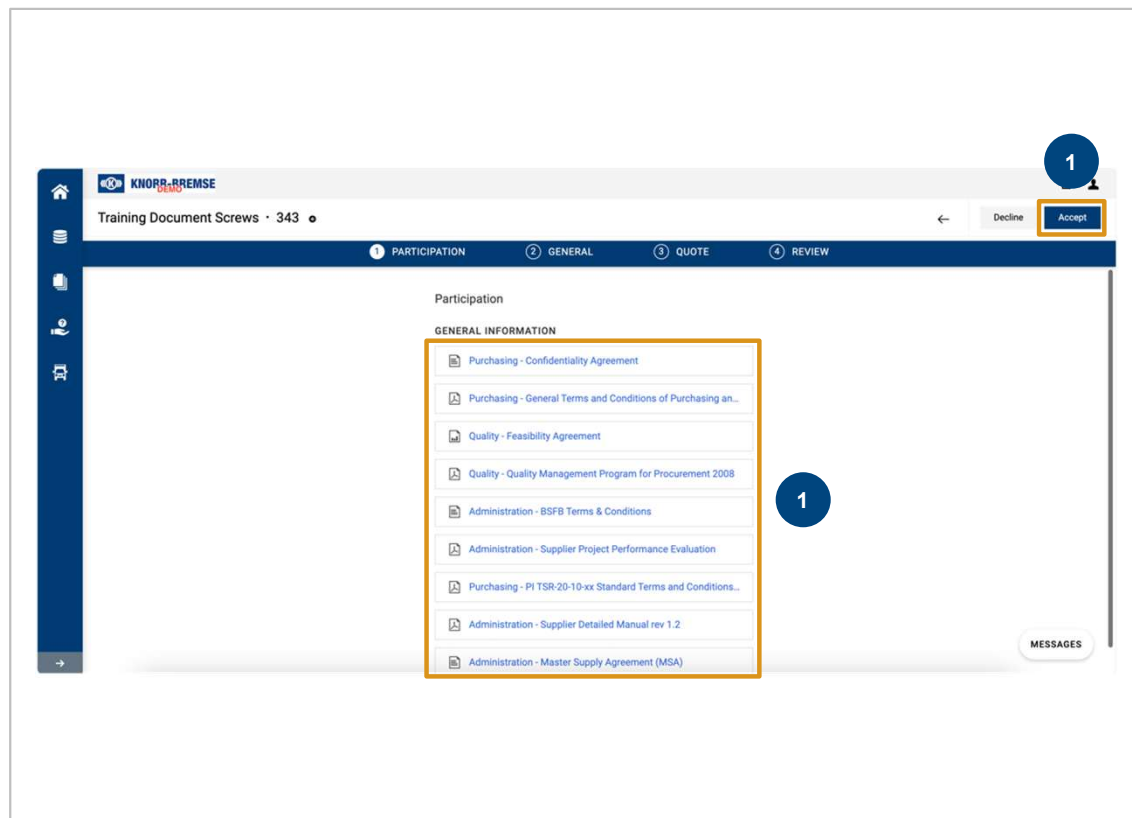 1
KNORR-BREMSE
DEMO
Training Document Screws · 343
Decline
Accept
1 PARTICIPATION 2 GENERAL 3 QUOTE 4 REVIEW
Participation
GENERAL INFORMATION
Purchasing - Confidentiality Agreement
Purchasing - General Terms and Conditions of Purchasing an...
Quality - Feasibility Agreement
Quality - Quality Management Program for Procurement 2008
1
Administration - BSFB Terms & Conditions
Administration - Supplier Project Performance Evaluation
Purchasing - PI TSR-20-10-xx Standard Terms and Conditions...
Administration - Supplier Detailed Manual rev 1.2
MESSAGES
Administration - Master Supply Agreement (MSA)